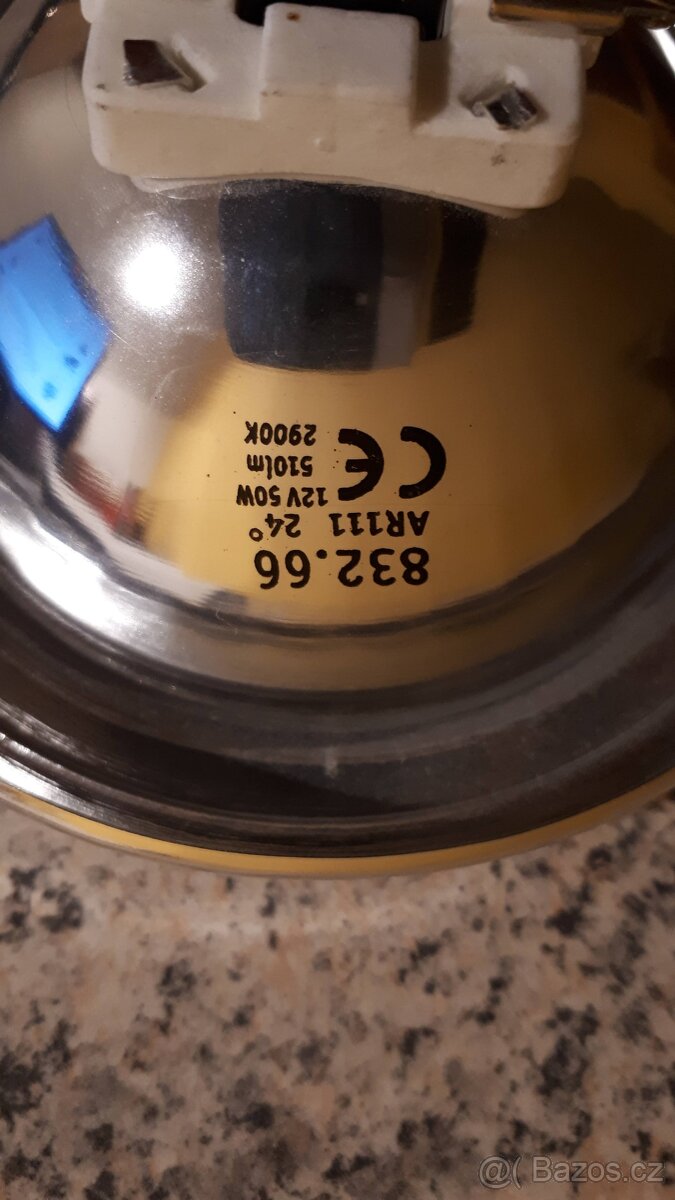 832.66
AR111 24°
12V 50W
510lm
2900K
CE
@ Bazos.cz